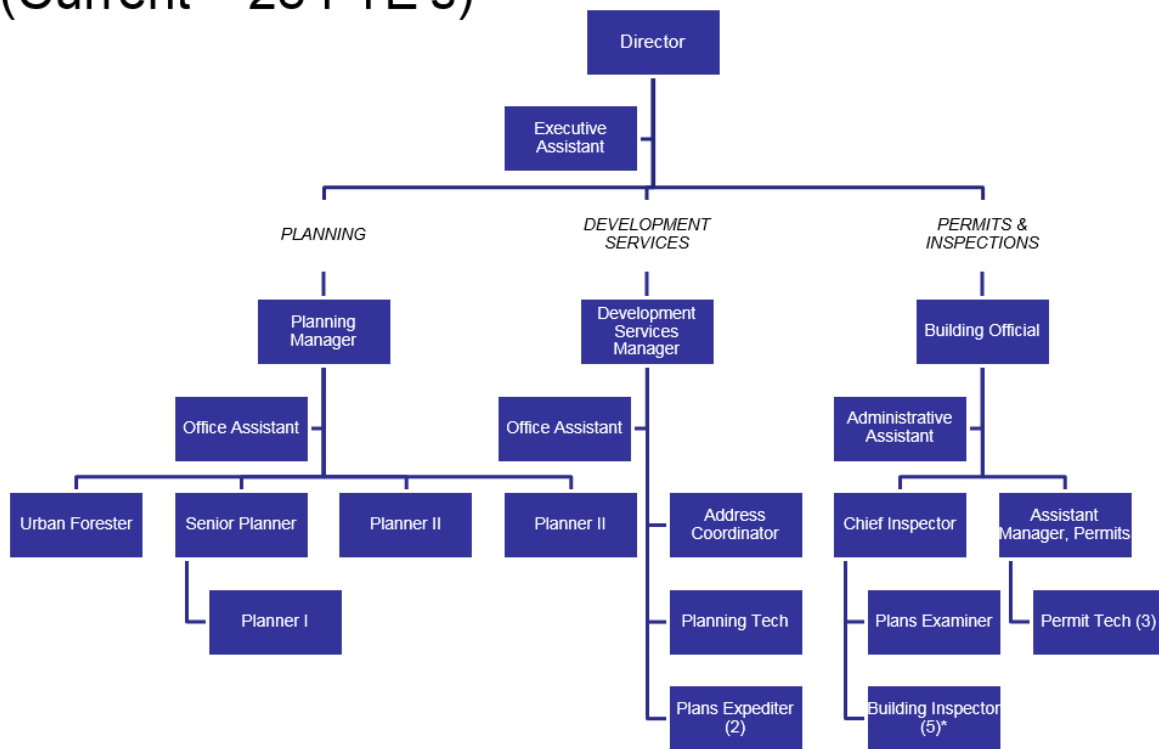 (Current
Director
Executive
Assistant
PLANNING
DEVELOPMENT
SERVICES
PERMITS &
INSPECTIONS
Planning
Manager
Development
Services
Manager
Building Official
Office Assistant
Office Assistant
Administrative
Assistant
Urban Forester
Senior Planner
Planner II
Planner II
Address
Coordinator
Chief Inspector
Assistant
Manager, Permits
Planner I
Planning Tech
Plans Examiner
Permit Tech (3)
Plans Expediter
(2)
Building Inspector
(5)*